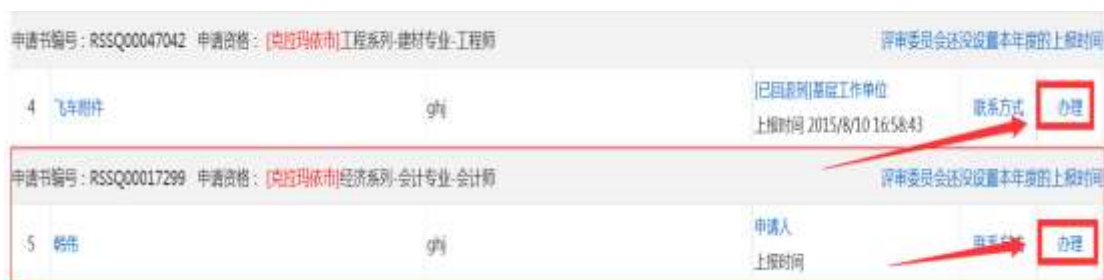 申请书编号：RSSQ00047042 申请资格：[克拉玛依市]工程系列-建材专业-工程师 评审委员会还没设置本年度的上报时间
4 飞车附件 ghj [已回退到]基层工作单位 联系方式 办理
上报时间 2015/8/10 16:58:43
申请书编号：RSSQ00017299 申请资格：[克拉玛依市]经济系列-会计专业-会计师 评审委员会还没设置本年度的上报时间
5 ghj 申请人 办理
上报时间